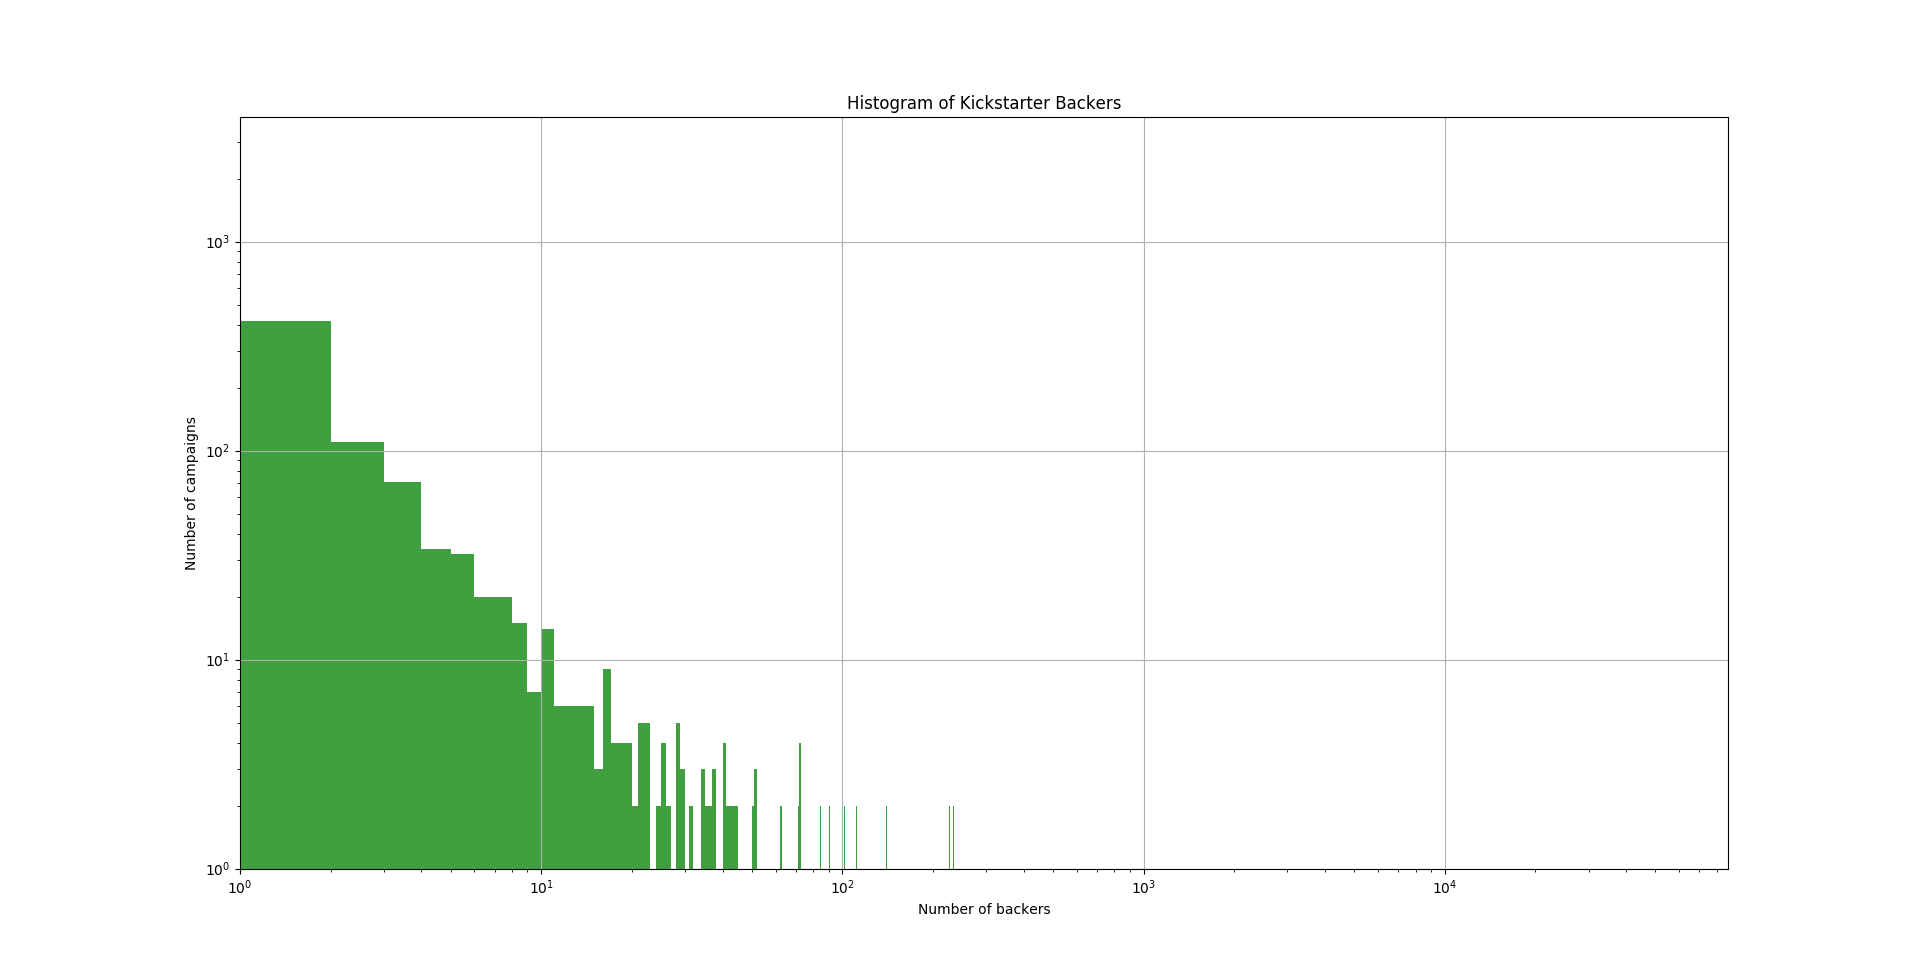 Histogram of Kickstarter Backers
Number of campaigns
10³
10²
10¹
10⁰
10⁰ 10¹ 10² 10³ 10⁴
Number of backers